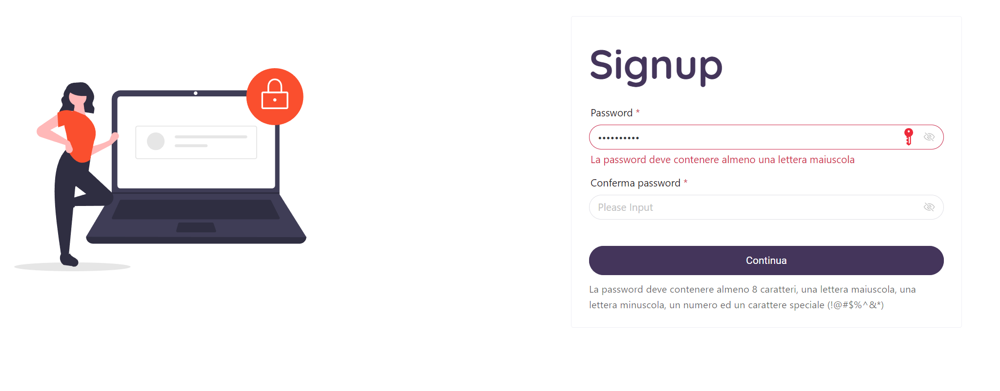 Signup
Password *
••••••••••
La password deve contenere almeno una lettera maiuscola
Conferma password *
Please Input
Continua
La password deve contenere almeno 8 caratteri, una lettera maiuscola, una
lettera minuscola, un numero ed un carattere speciale (!@#$%^&*)